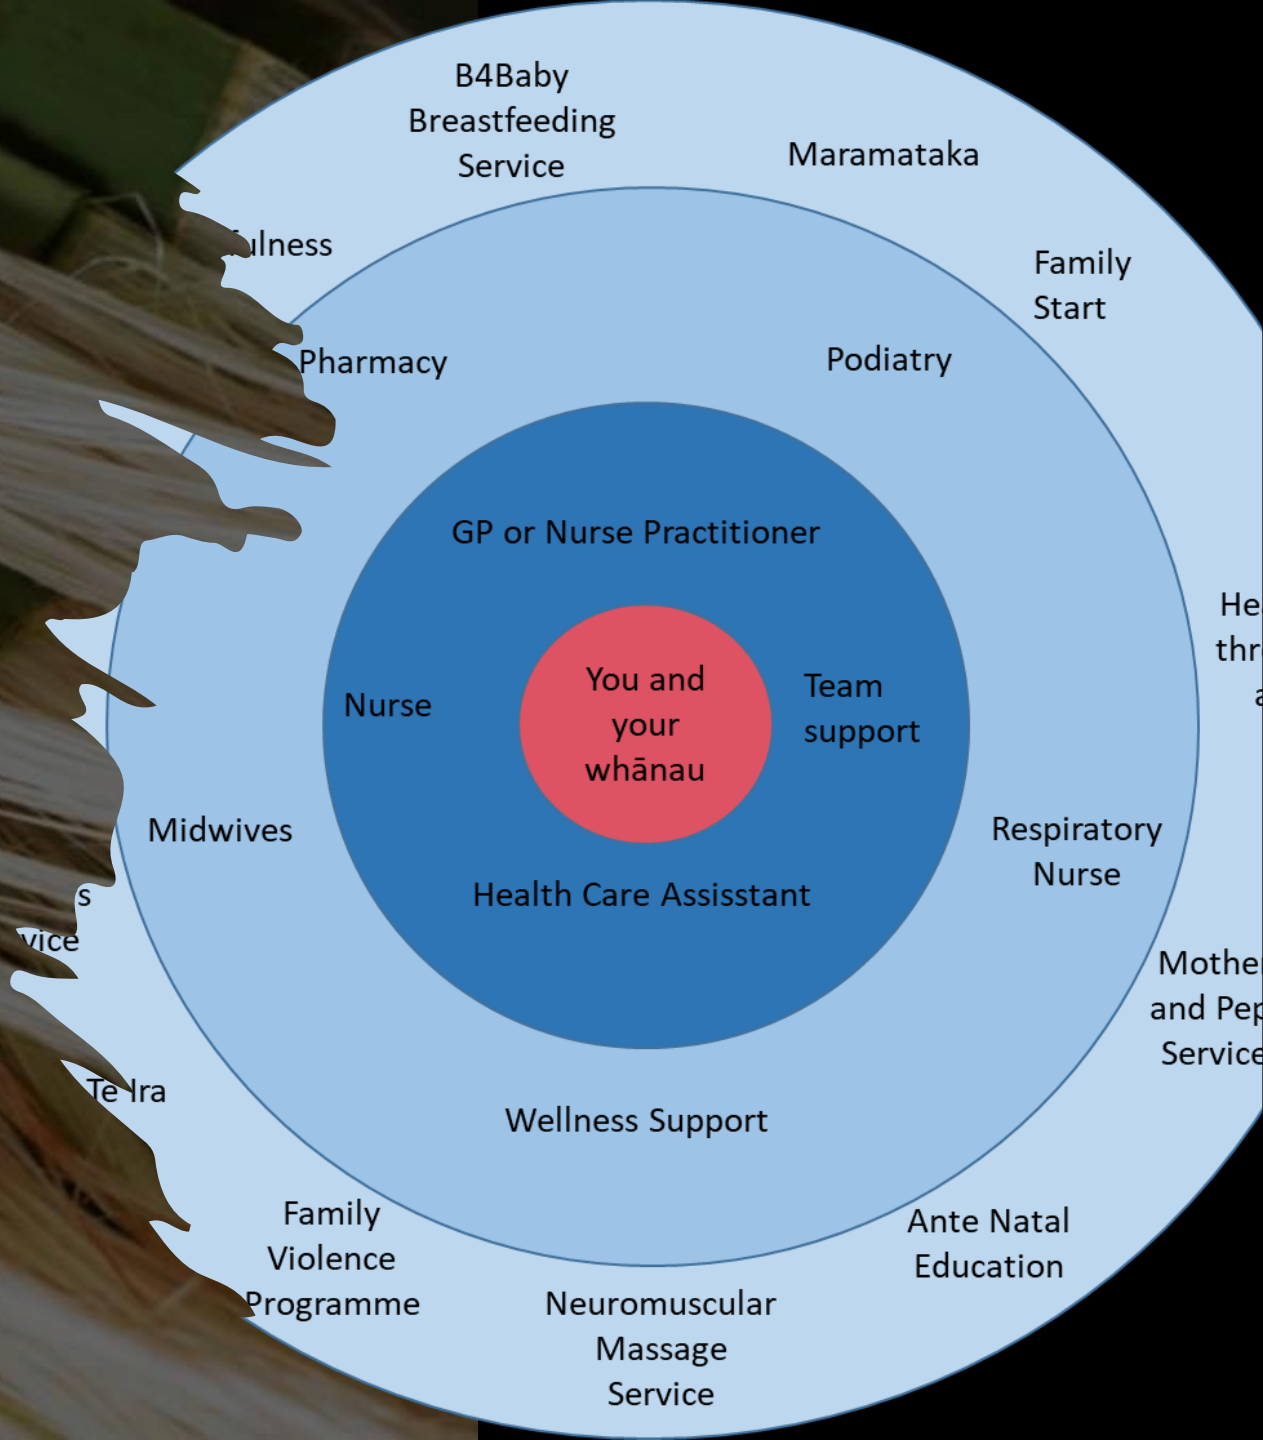 B4Baby
Breastfeeding
Service
Maramataka
Family
Start
Pharmacy
Podiatry
GP or Nurse Practitioner
You and
your
whānau
Nurse
Team
support
Midwives
Respiratory
Nurse
Health Care Assisstant
and
Te Ira
Wellness Support
Family
Violence
Programme
Ante Natal
Education
Neuromuscular
Massage
Service